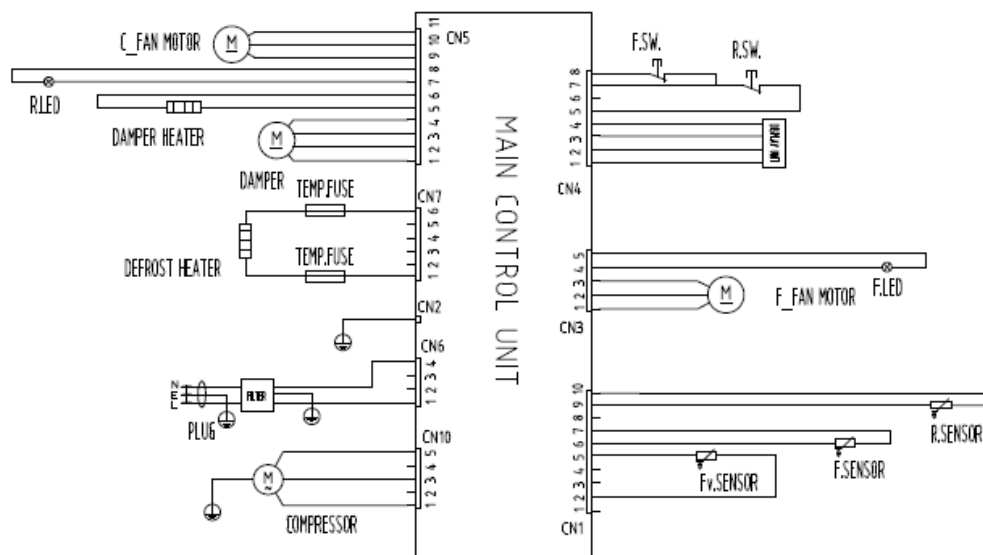 C_FAN MOTOR
M
1 2 3 4 5 6 7 8 9 10 11
CN5
R.LED
DAMPER HEATER
M
DAMPER
TEMP.FUSE
CN7
1 2 3 4 5 6
TEMP.FUSE
DEFROST HEATER
CN2
CN6
1 2 3 4
N
E
L
FILTER
PLUG
CN10
1 2 3 4 5
M
~
COMPRESSOR
MAIN CONTROL UNIT
F.SW.
R.SW.
1 2 3 4 5 6 7 8
DISPLAY UNIT
CN4
1 2 3 4 5
F.LED
M
F_FAN MOTOR
CN3
1 2 3 4 5 6 7 8 9 10
R.SENSOR
F.SENSOR
Fv.SENSOR
CN1